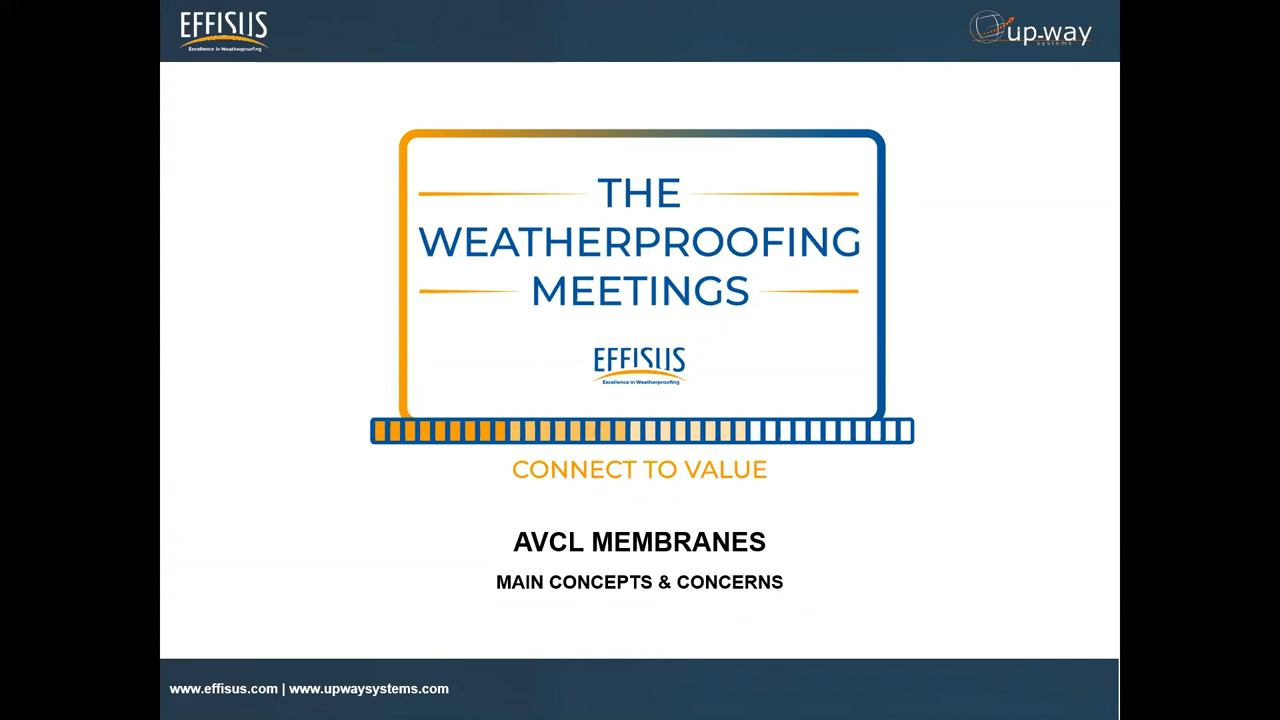 EFFISUS
Excellence in Weatherproofing
up-way
systems
THE
WEATHERPROOFING
MEETINGS
EFFISUS
Excellence in Weatherproofing
CONNECT TO VALUE
AVCL MEMBRANES
MAIN CONCEPTS & CONCERNS
www.effisus.com | www.upwaysystems.com